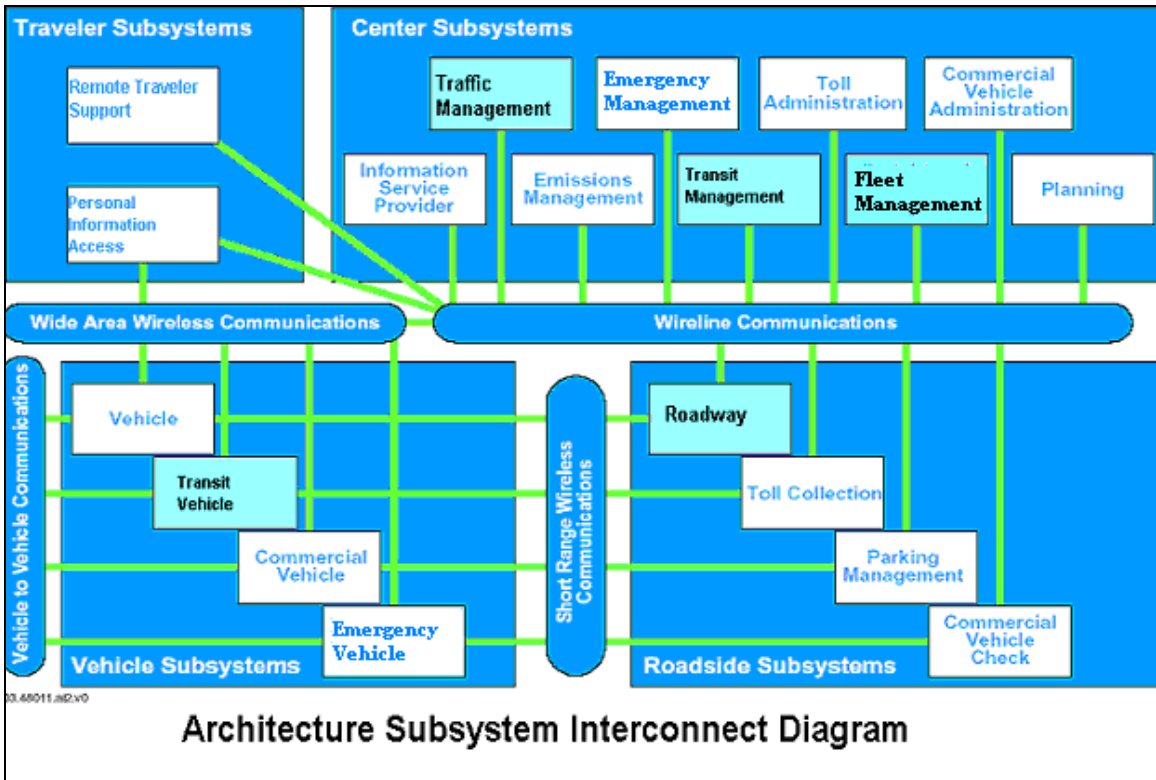 Traveler Subsystems
Remote Traveler
Support
Personal
Information
Access
Center Subsystems
Traffic
Management
Emergency
Management
Toll
Administration
Commercial
Vehicle
Administration
Information
Service
Provider
Emissions
Management
Transit
Management
Fleet
Management
Planning
Wide Area Wireless Communications
Wireline Communications
Vehicle to Vehicle Communications
Vehicle
Transit
Vehicle
Commercial
Vehicle
Emergency
Vehicle
Vehicle Subsystems
Short Range Wireless
Communications
Roadway
Toll Collection
Parking
Management
Commercial
Vehicle
Check
Roadside Subsystems
Architecture Subsystem Interconnect Diagram